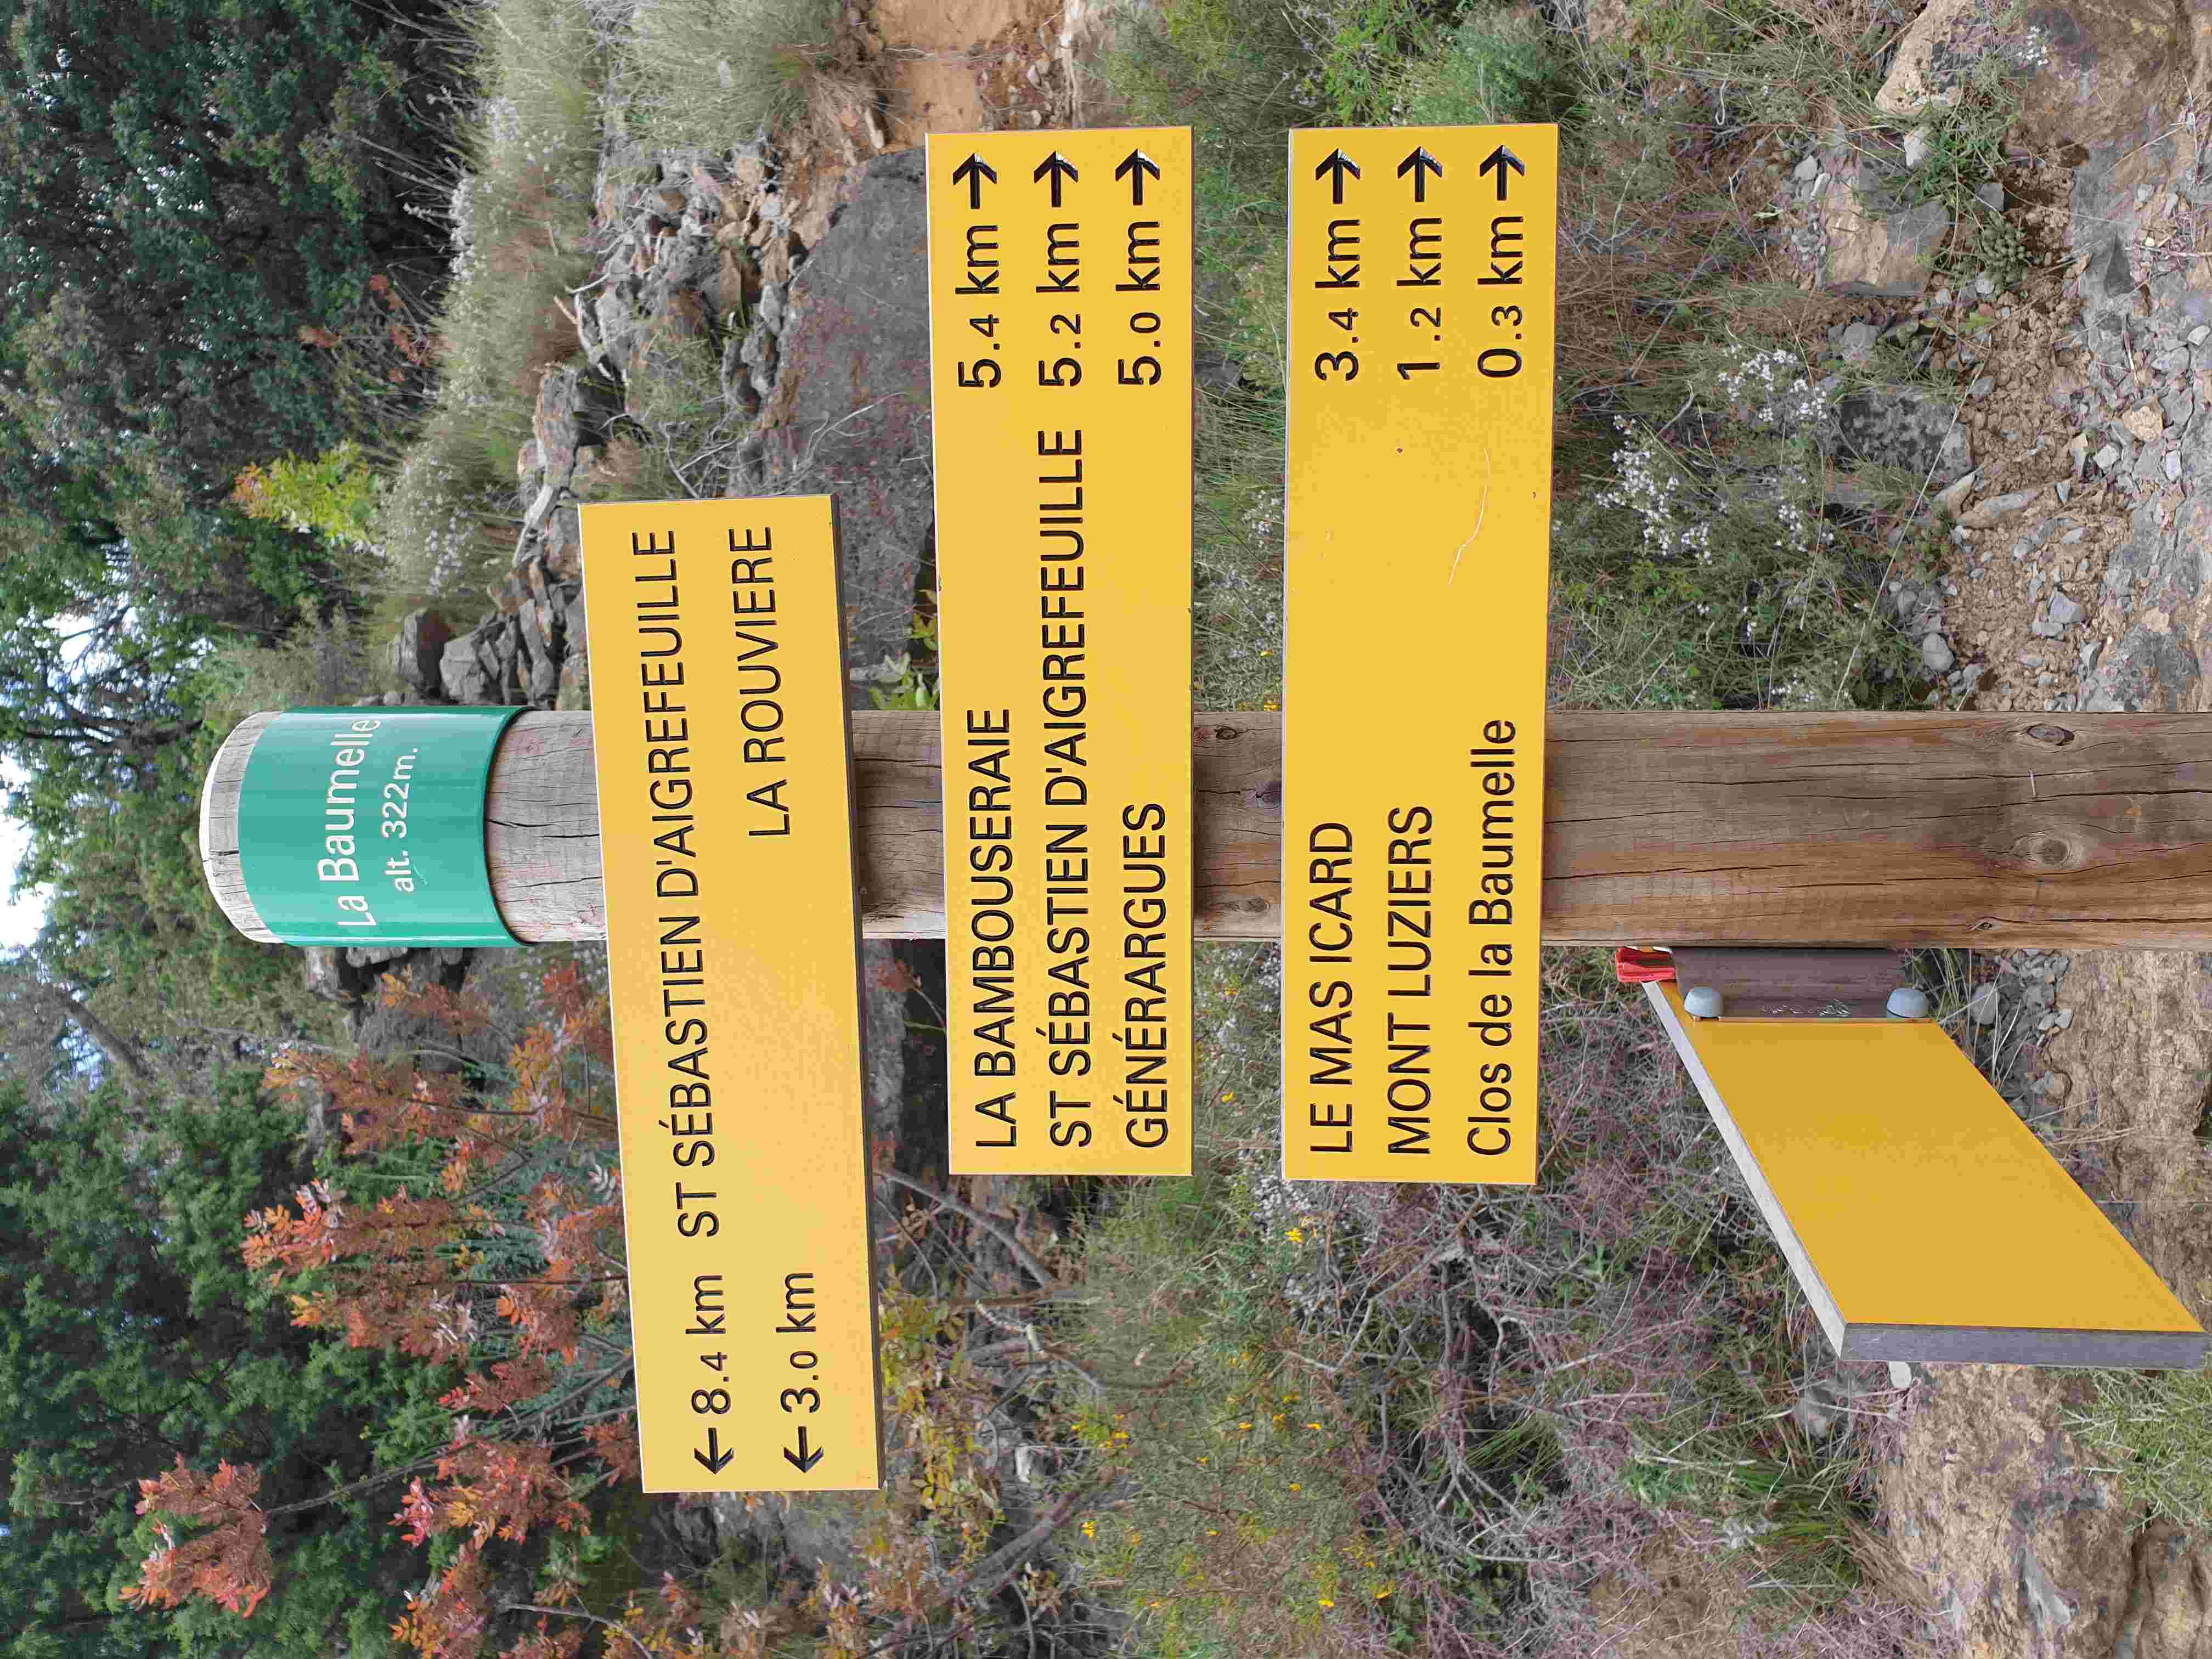 La Baumelle
alt. 322m.
← 8.4 km ST SÉBASTIEN D'AIGREFEUILLE
← 3.0 km LA ROUVIERE
LA BAMBOUSERAIE 5.4 km →
ST SÉBASTIEN D'AIGREFEUILLE 5.2 km →
GÉNÉRARGUES 5.0 km →
LE MAS ICARD 3.4 km →
MONT LUZIERS 1.2 km →
Clos de la Baumelle 0.3 km →